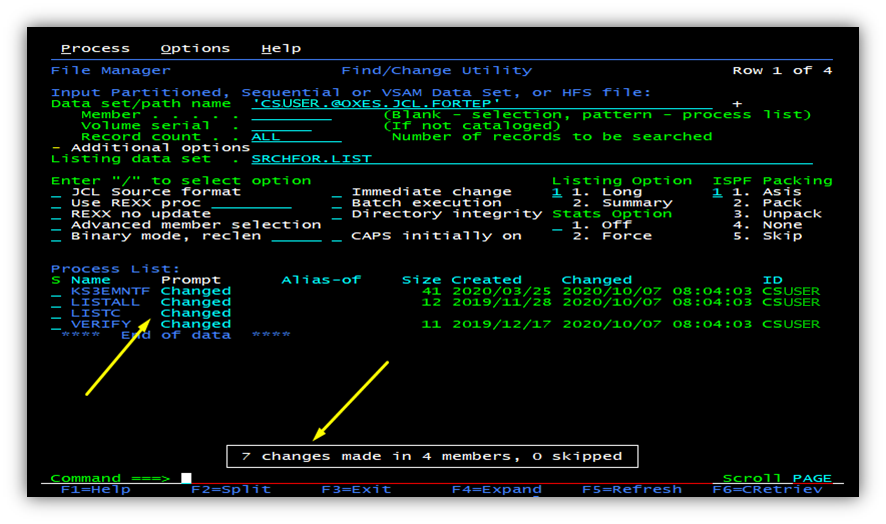 Process Options Help
File Manager Find/Change Utility Row 1 of 4
Input Partitioned, Sequential or VSAM Data Set, or HFS file:
Data set/path name 'CSUSER.@OXES.JCL.FORTEP' +
Member . . . . . (Blank - selection, pattern - process list)
Volume serial . (If not cataloged)
Record count . . ALL Number of records to be searched
- Additional options
Listing data set . SRCHFOR.LIST
Enter "/" to select option Listing Option ISPF Packing
_ JCL Source format _ Immediate change 1 1. Long 1 1. Asis
_ Use REXX proc _ Batch execution 2. Summary 2. Pack
_ REXX no update _ Directory integrity Stats Option 3. Unpack
_ Advanced member selection _ 1. Off 4. None
_ Binary mode, reclen _ CAPS initially on 2. Force 5. Skip
Process List:
S Name Prompt Alias-of Size Created Changed ID
_ KS3EMNTF Changed 41 2020/03/25 2020/10/07 08:04:03 CSUSER
_ LISTALL Changed 12 2019/11/28 2020/10/07 08:04:03 CSUSER
_ LISTC Changed
_ VERIFY Changed 11 2019/12/17 2020/10/07 08:04:03 CSUSER
**** End of data ****
7 changes made in 4 members, 0 skipped
Command ===> Scroll PAGE
F1=Help F2=Split F3=Exit F4=Expand F5=Refresh F6=CRetriev